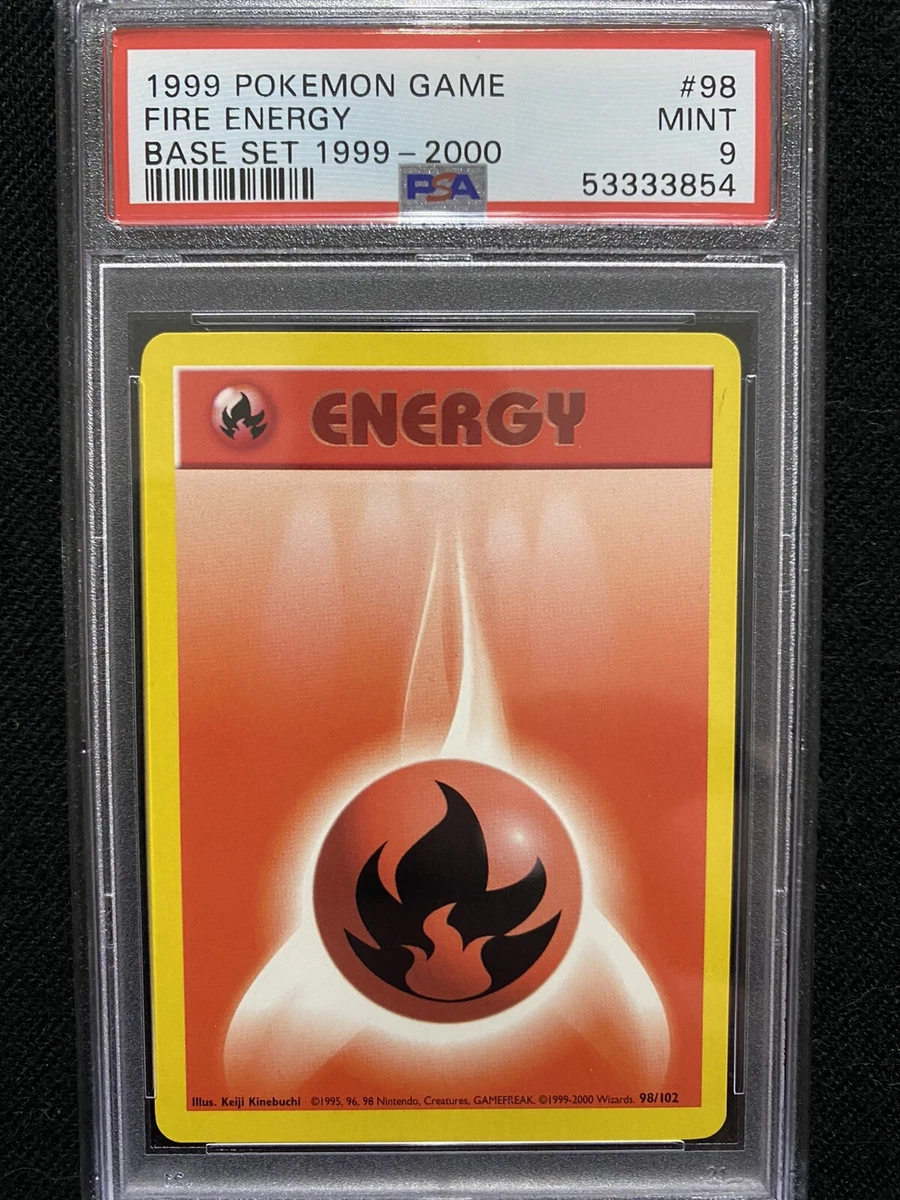 1999 POKEMON GAME #98
FIRE ENERGY MINT
BASE SET 1999-2000 9
PSA 53333854
ENERGY
Illus. Keiji Kinebuchi ©1995, 96, 98 Nintendo, Creatures, GAMEFREAK. ©1999-2000 Wizards. 98/102